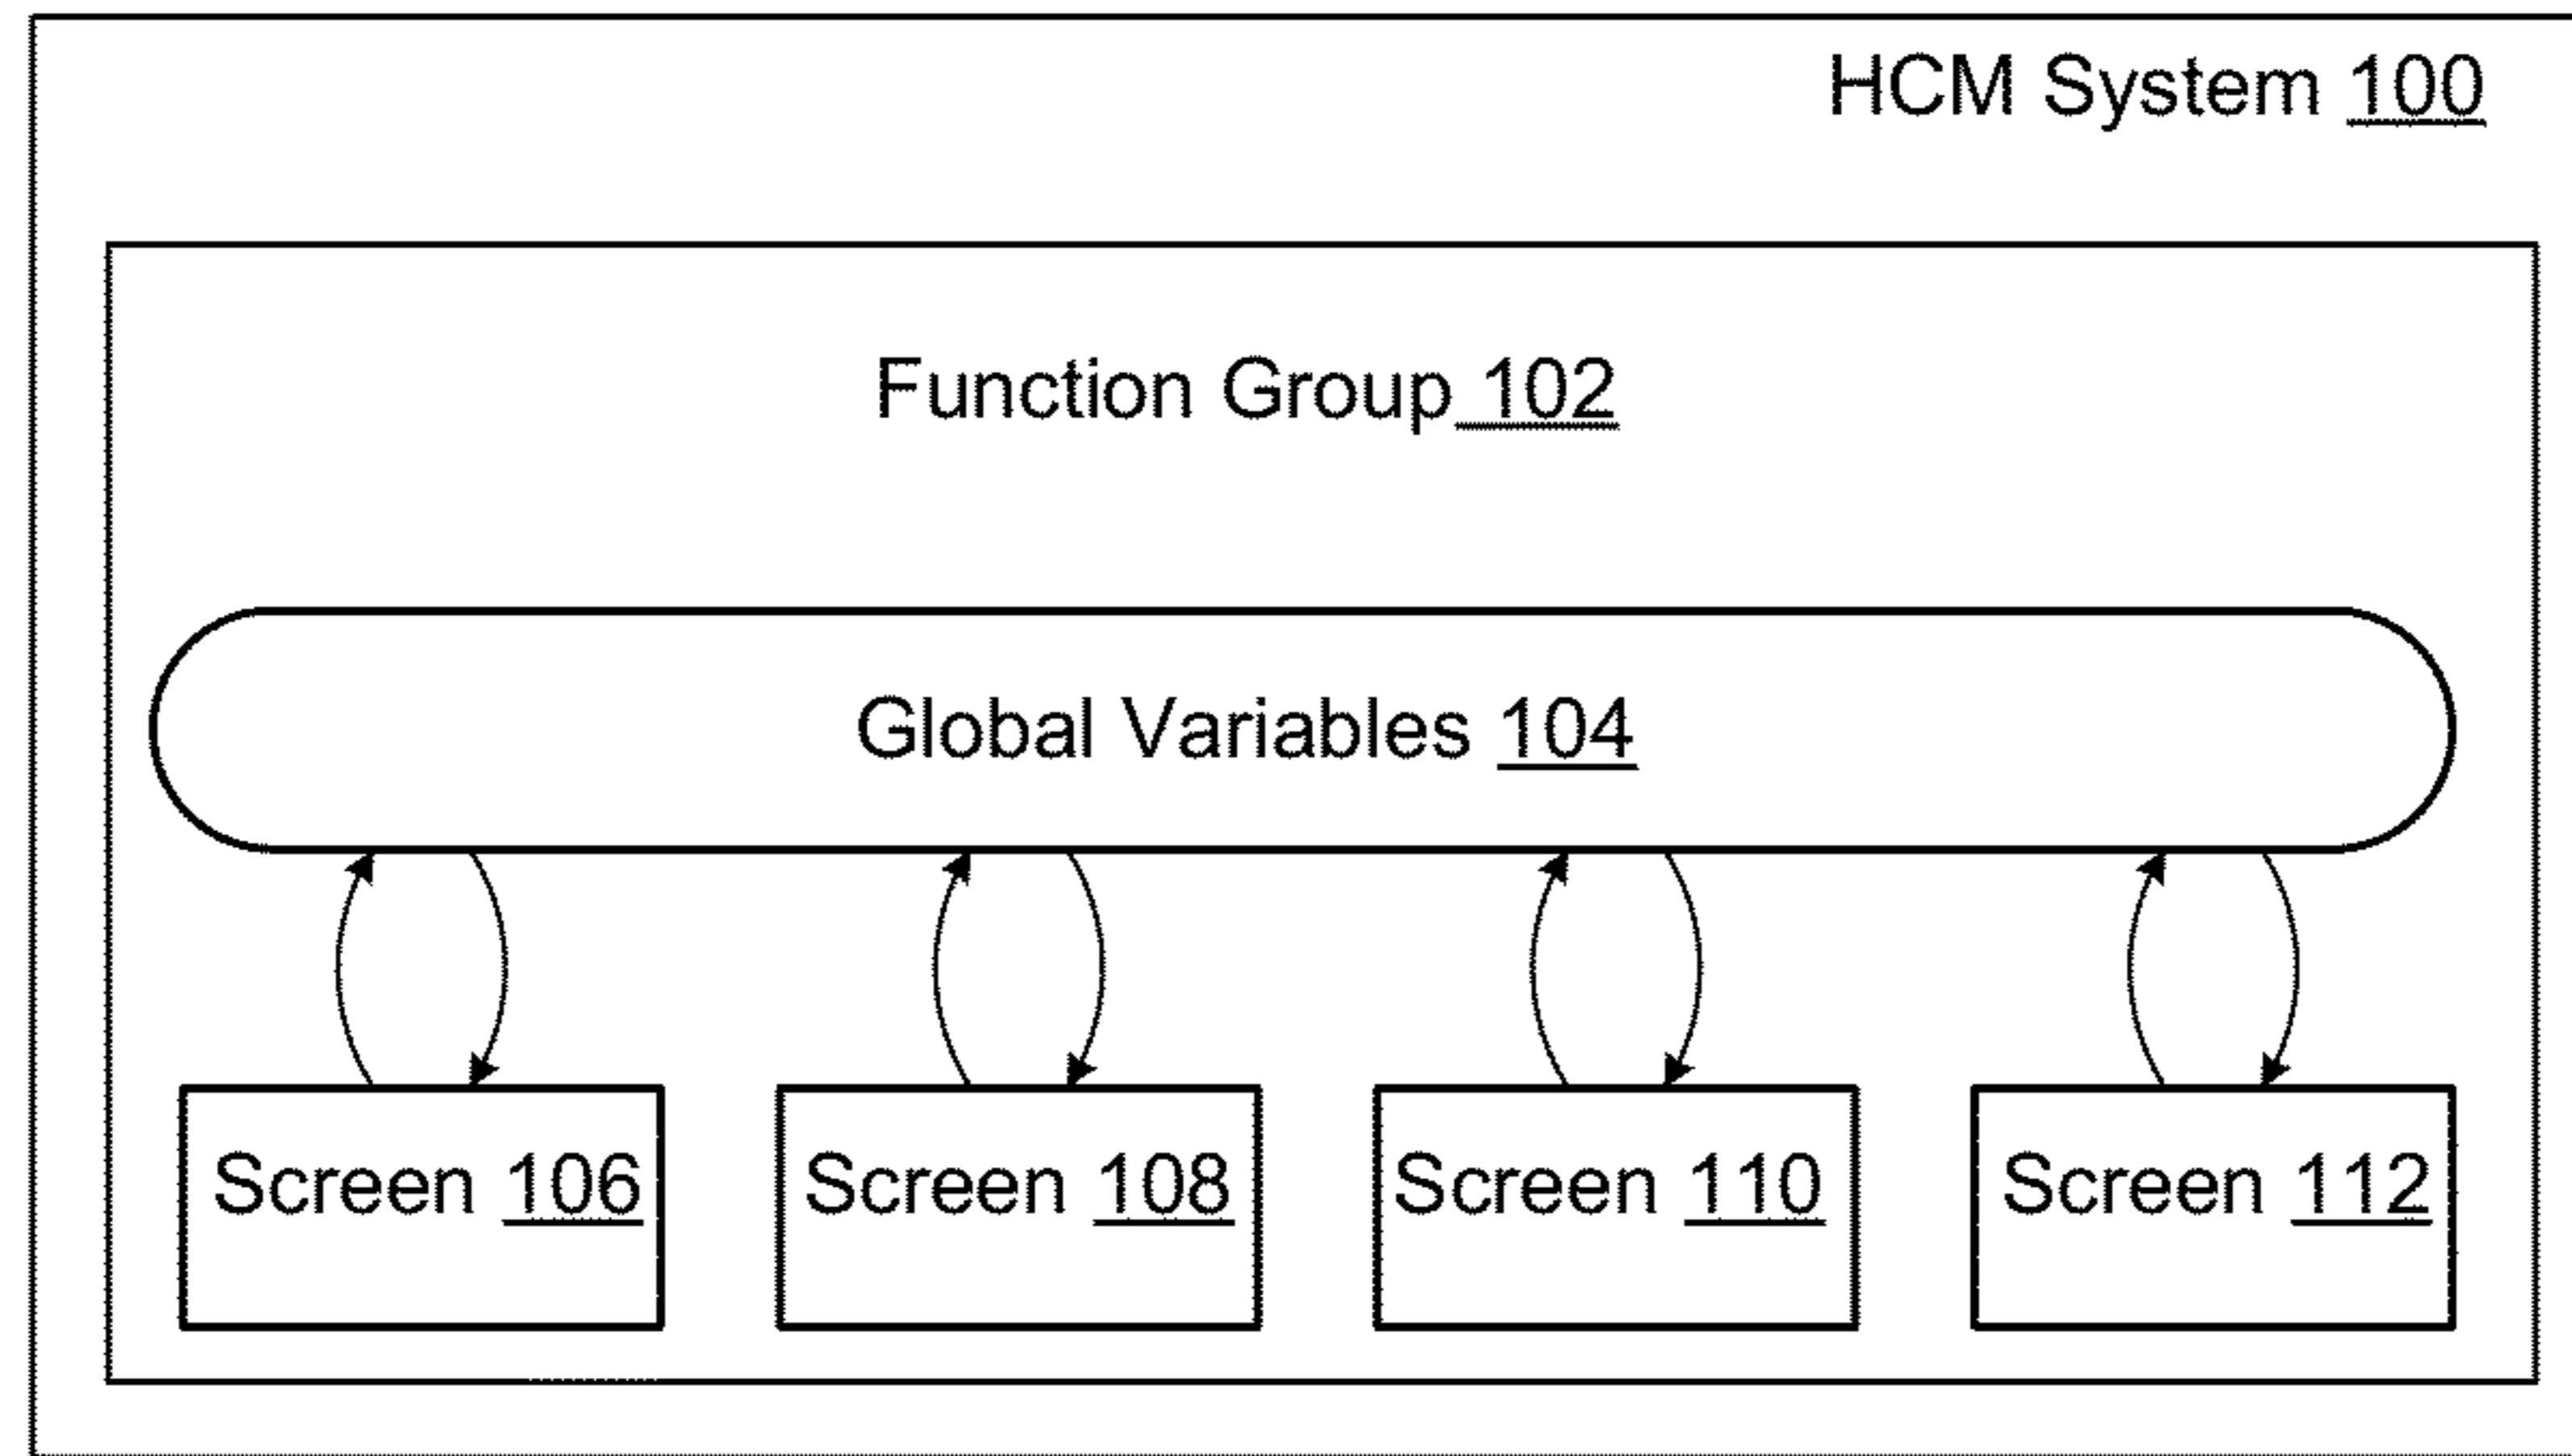 HCM System 100
Function Group 102
Global Variables 104
Screen 106
Screen 108
Screen 110
Screen 112